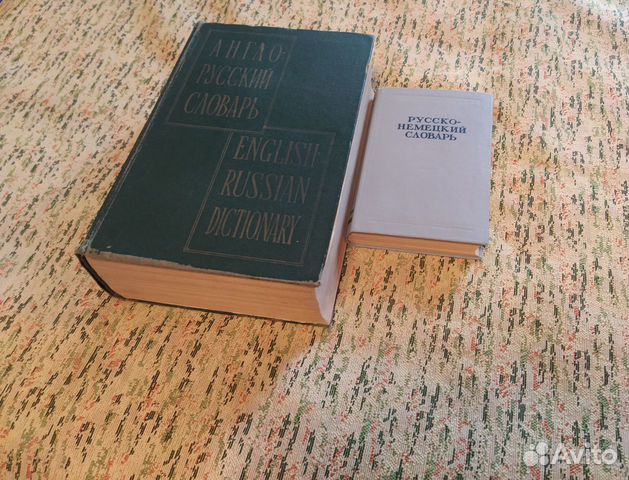 АНГЛО-
РУССКИЙ
СЛОВАРЬ
ENGLISH-
RUSSIAN
DICTIONARY
РУССКО-
НЕМЕЦКИЙ
СЛОВАРЬ
Avito